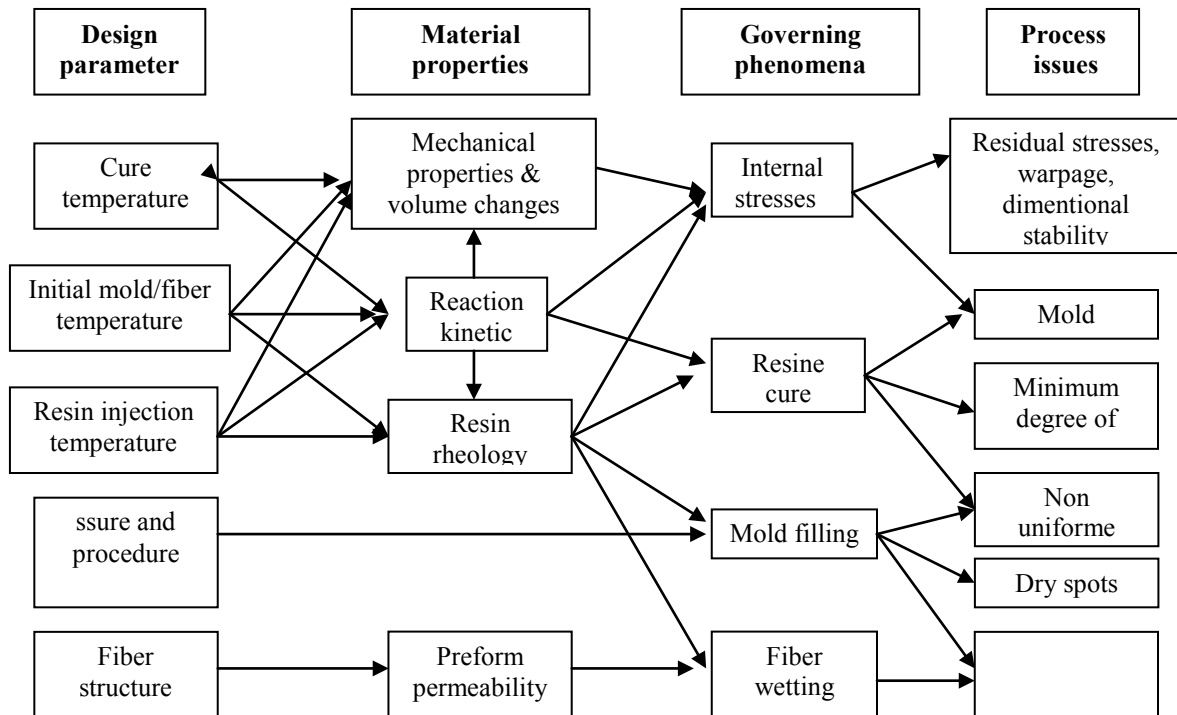 Design
parameter
Material
properties
Governing
phenomena
Process
issues
Cure
temperature
Mechanical
properties &
volume changes
Internal
stresses
Residual stresses,
warpage,
dimentional
stability
Initial mold/fiber
temperature
Reaction
kinetic
Resine
cure
Mold
Minimum
degree of
Resin injection
temperature
Resin
rheology
Non
uniforme
ssure and
procedure
Mold filling
Dry spots
Fiber
structure
Preform
permeability
Fiber
wetting